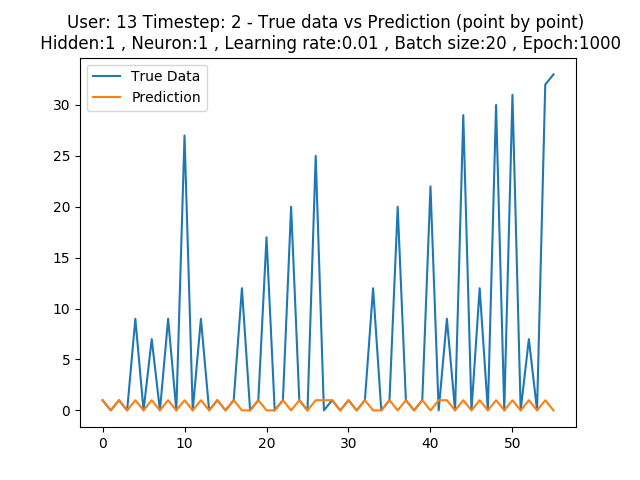 User: 13 Timestep: 2 - True data vs Prediction (point by point)
Hidden:1 , Neuron:1 , Learning rate:0.01 , Batch size:20 , Epoch:1000
True Data
Prediction
30
25
20
15
10
5
0
0 10 20 30 40 50